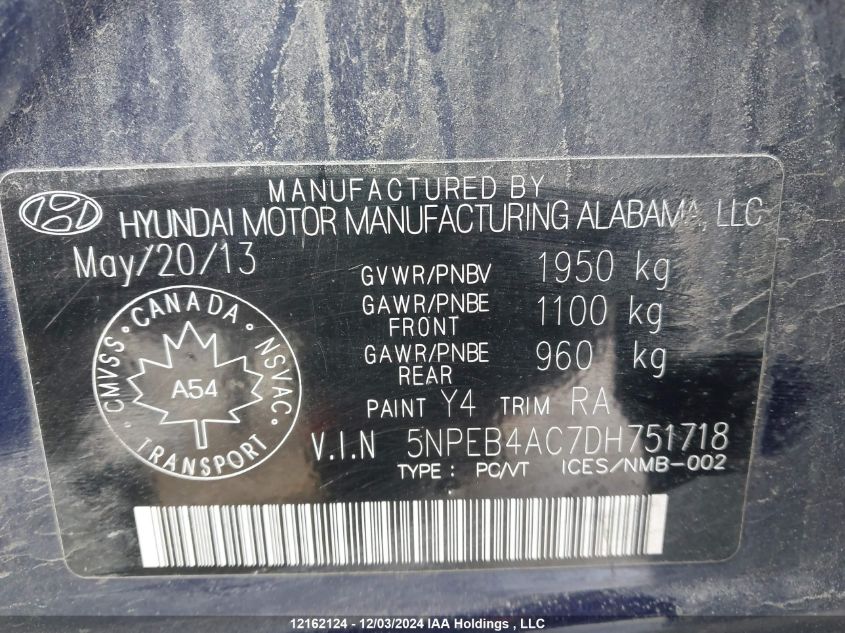 MANUFACTURED BY
HYUNDAI MOTOR MANUFACTURING ALABAMA, LLC
May/20/13
GVWR/PNBV 1950 kg
GAWR/PNBE FRONT 1100 kg
GAWR/PNBE REAR 960 kg
PAINT Y4 TRIM RA
V.I.N 5NPEB4AC7DH751718
TYPE : PC/VT ICES/NMB-002
CMVSS · CANADA · NSVAC · TRANSPORT ·
A54
12162124 - 12/03/2024 IAA Holdings , LLC